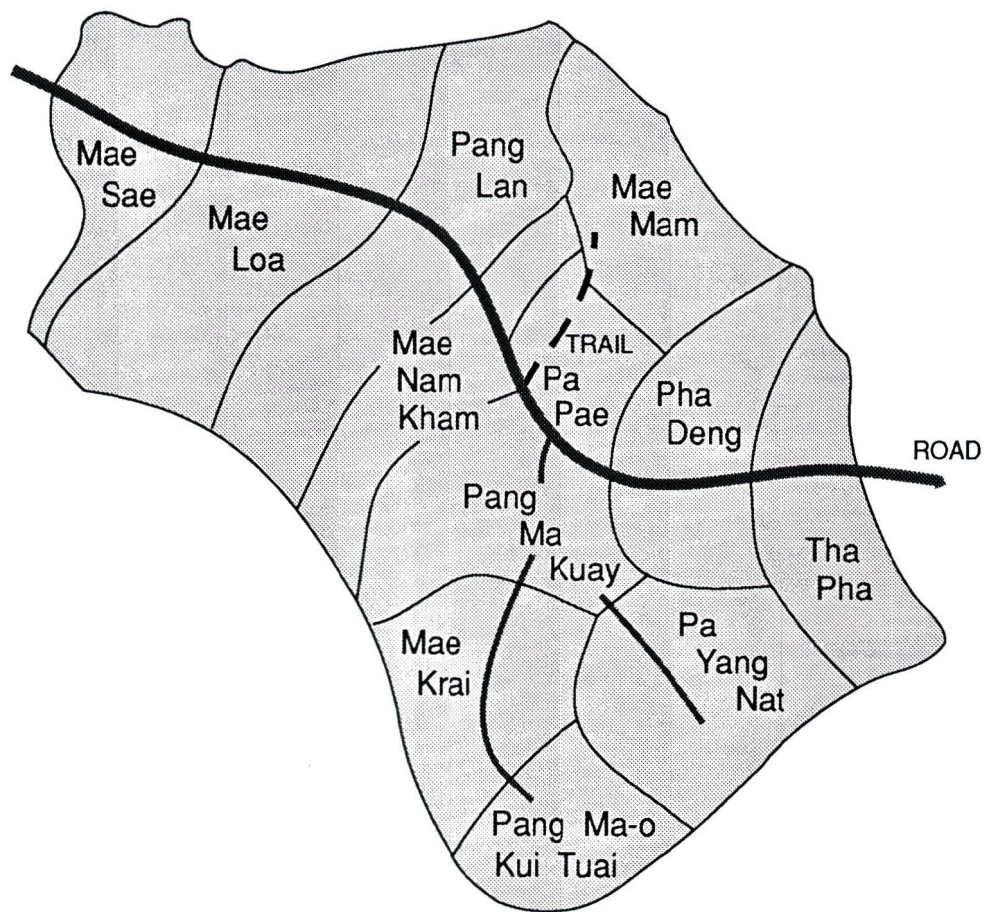 Mae
Sae
Mae
Loa
Pang
Lan
Mae
Mam
Mae
Nam
Kham
TRAIL
Pa
Pae
Pha
Deng
ROAD
Pang
Ma
Kuay
Tha
Pha
Mae
Krai
Pa
Yang
Nat
Pang Ma-o
Kui Tuai